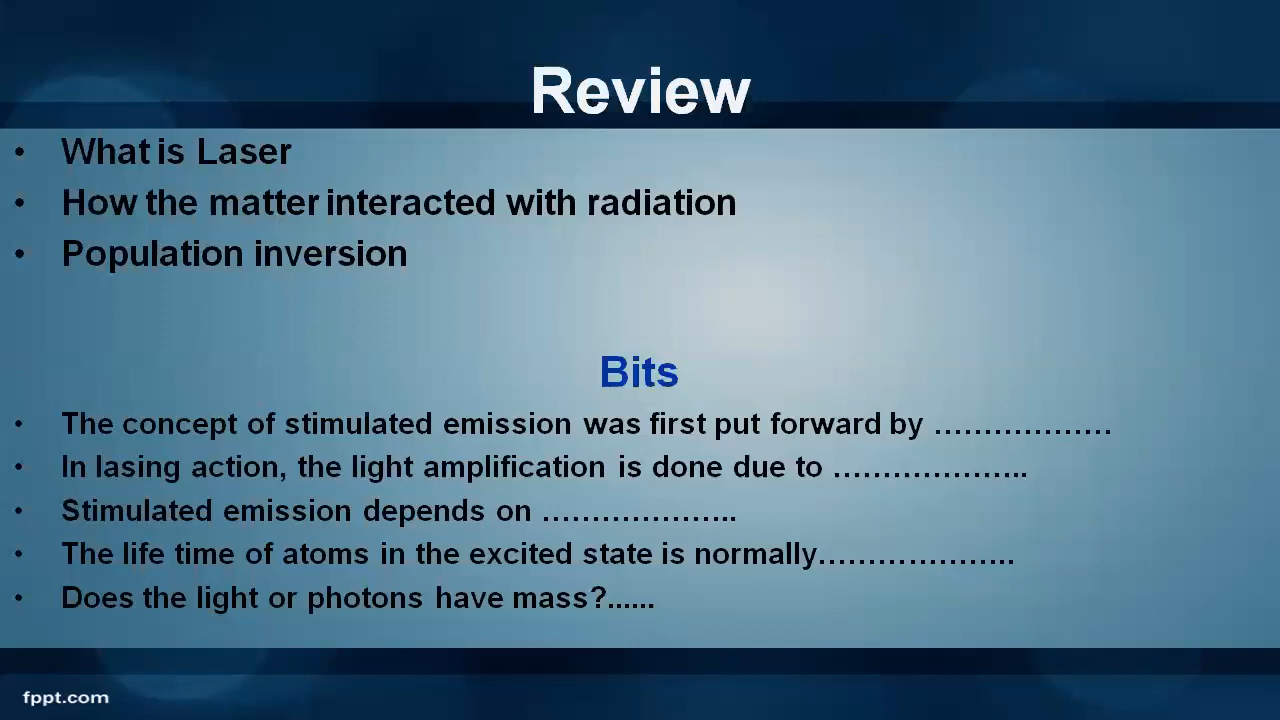 Review
• What is Laser
• How the matter interacted with radiation
• Population inversion
Bits
• The concept of stimulated emission was first put forward by ………………
• In lasing action, the light amplification is done due to ………………..
• Stimulated emission depends on ………………..
• The life time of atoms in the excited state is normally………………..
• Does the light or photons have mass?......
fppt.com